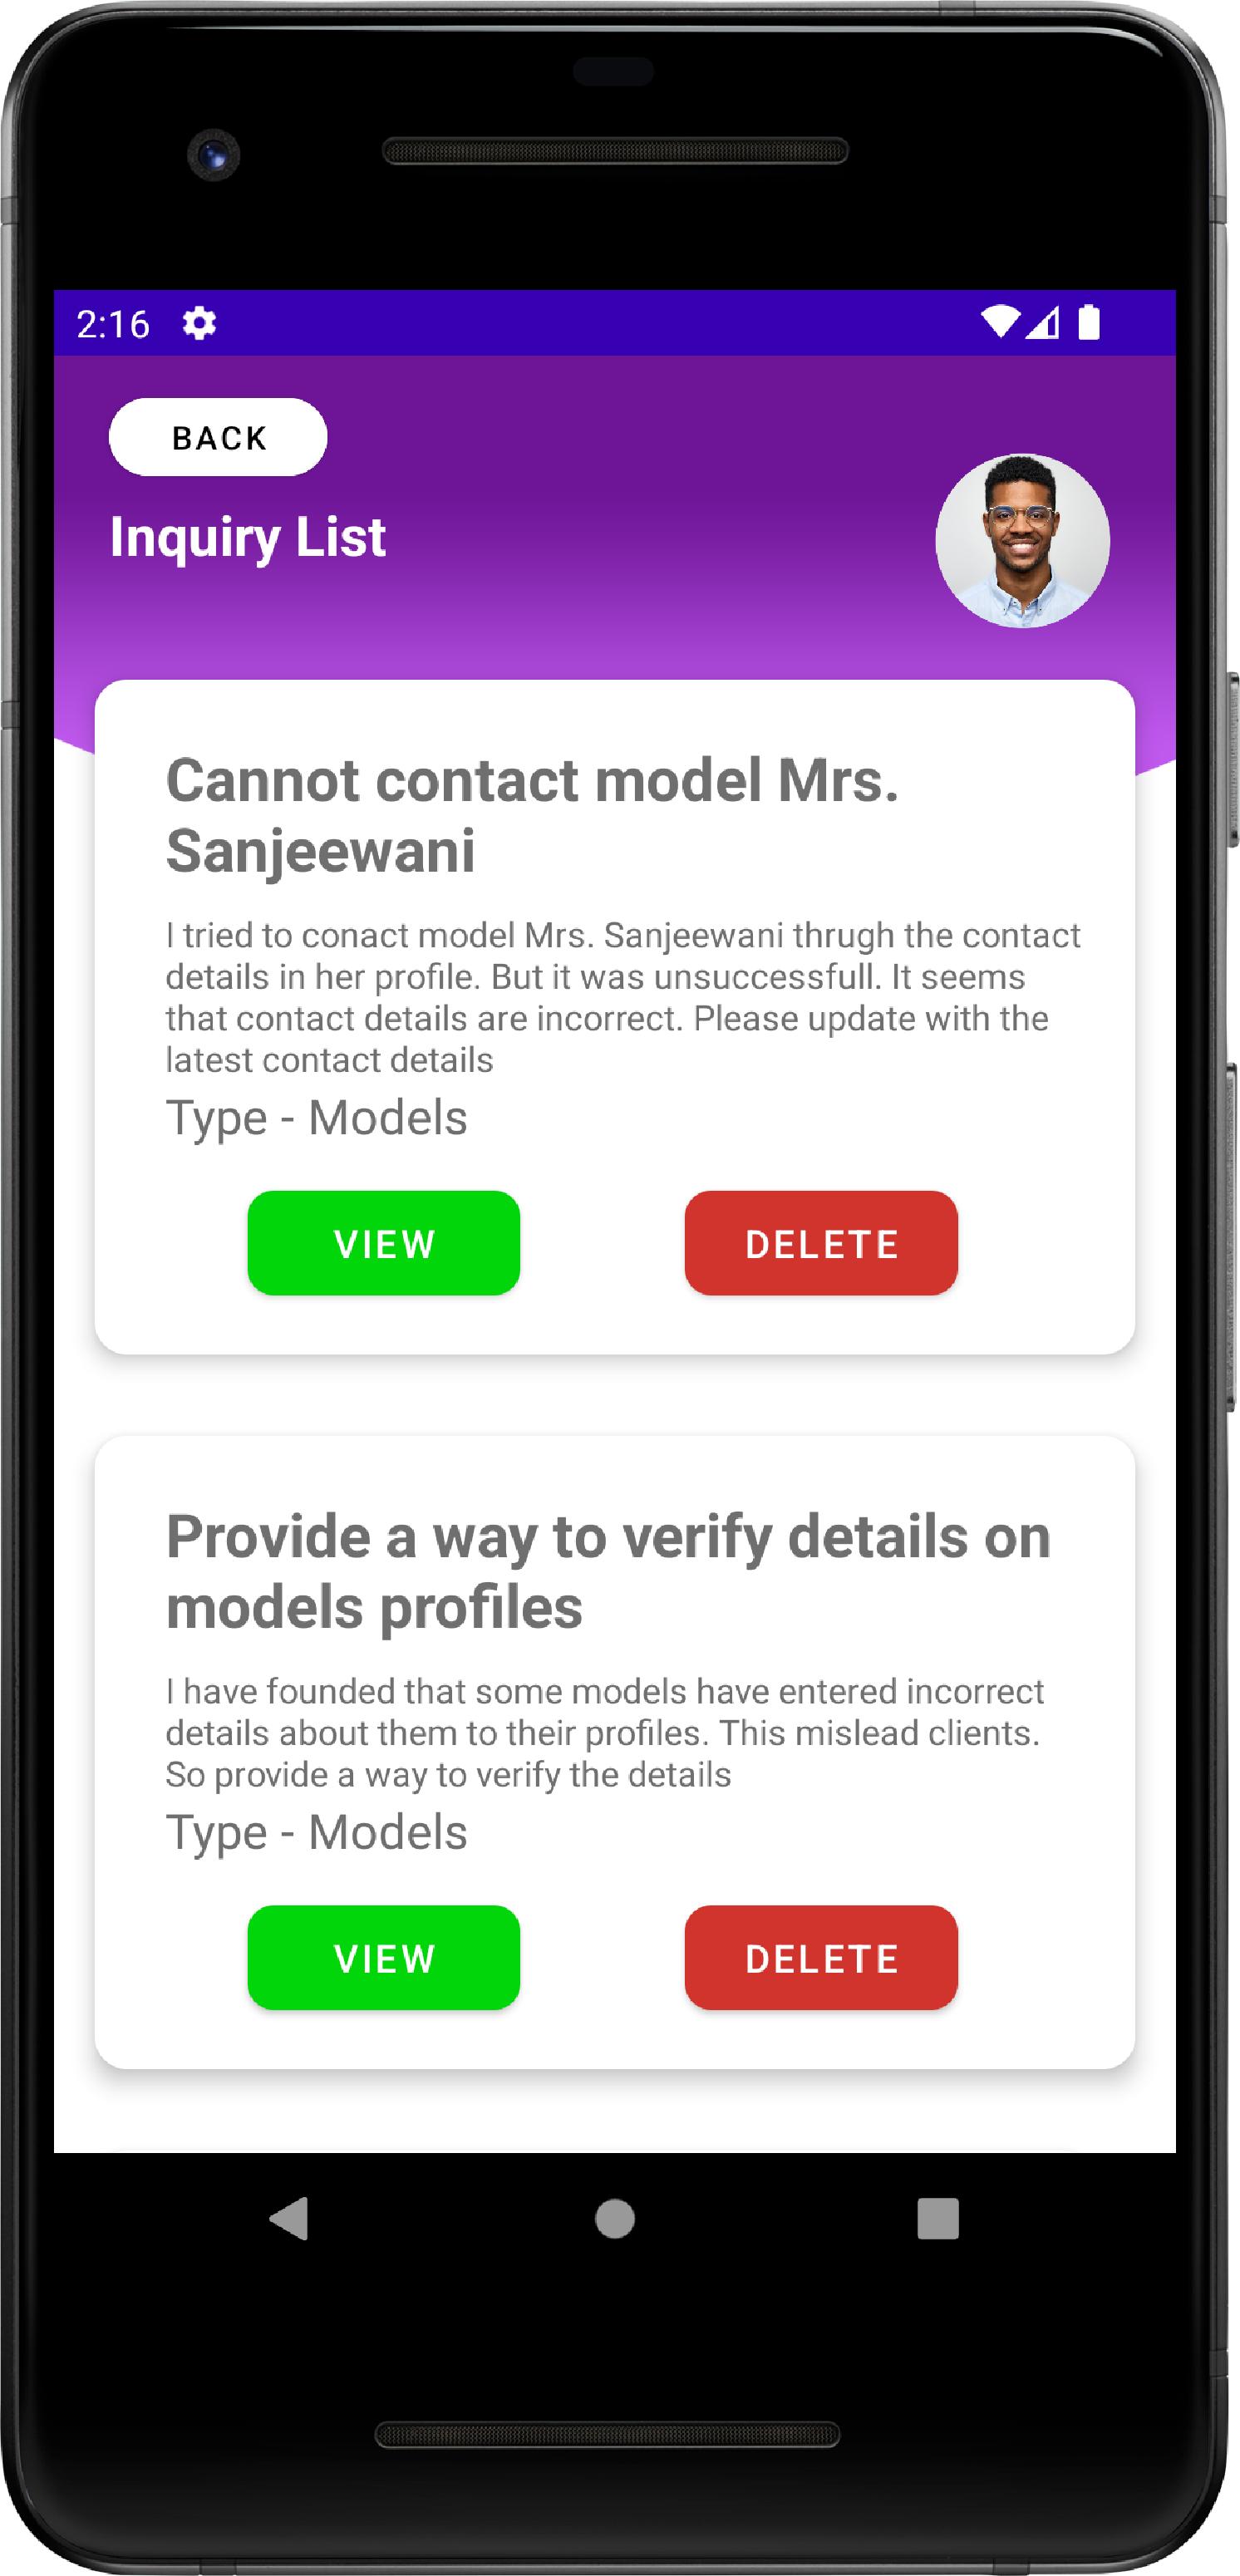 2:16
BACK
Inquiry List
Cannot contact model Mrs.
Sanjeewani
I tried to conact model Mrs. Sanjeewani thrugh the contact
details in her profile. But it was unsuccessfull. It seems
that contact details are incorrect. Please update with the
latest contact details
Type - Models
VIEW DELETE
Provide a way to verify details on
models profiles
I have founded that some models have entered incorrect
details about them to their profiles. This mislead clients.
So provide a way to verify the details
Type - Models
VIEW DELETE